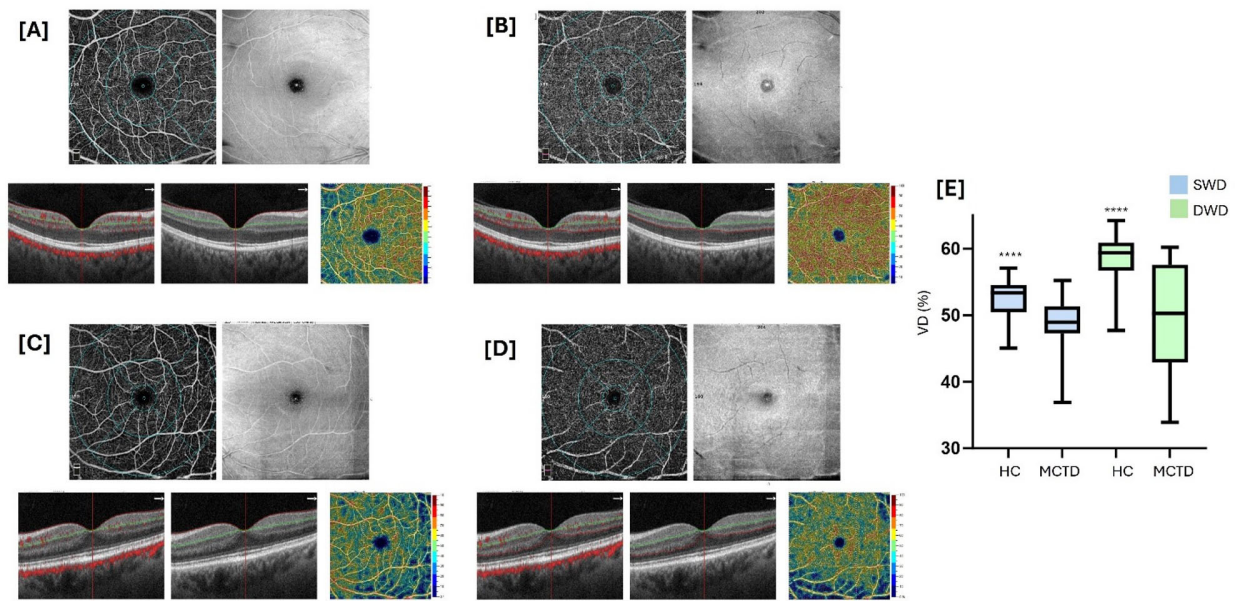 [A]
[B]
[C]
[D]
[E]
SWD
DWD
VD (%)
60
50
40
30
****
****
HC
MCTD
HC
MCTD